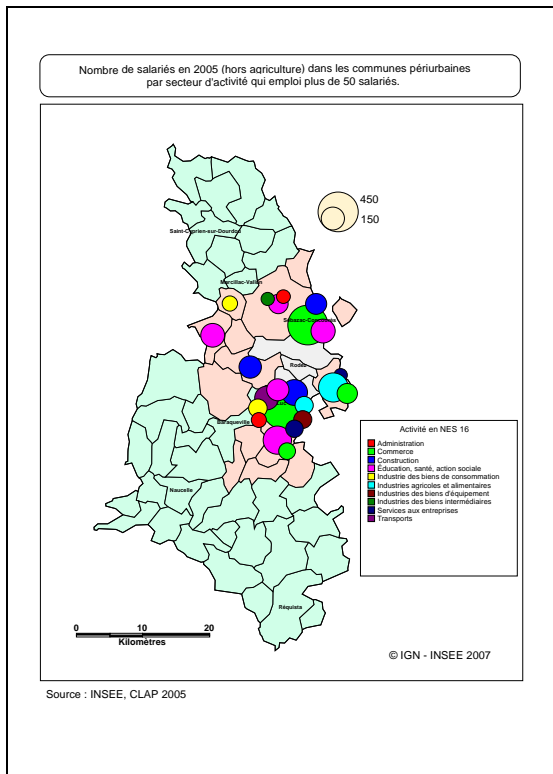 Nombre de salariés en 2005 (hors agriculture) dans les communes périurbaines
par secteur d'activité qui emploi plus de 50 salariés.
450
150
Saint-Cyprien-sur-Dourdou
Marcillac-Vallon
Sébazac-Concourès
Rodez
Baraqueville
Naucelle
Réquista
Activité en NES 16
Administration
Commerce
Construction
Éducation, santé, action sociale
Industrie des biens de consommation
Industries agricoles et alimentaires
Industries des biens d'équipement
Industries des biens intermédiaires
Services aux entreprises
Transports
0 10 20
Kilomètres
© IGN - INSEE 2007
Source : INSEE, CLAP 2005